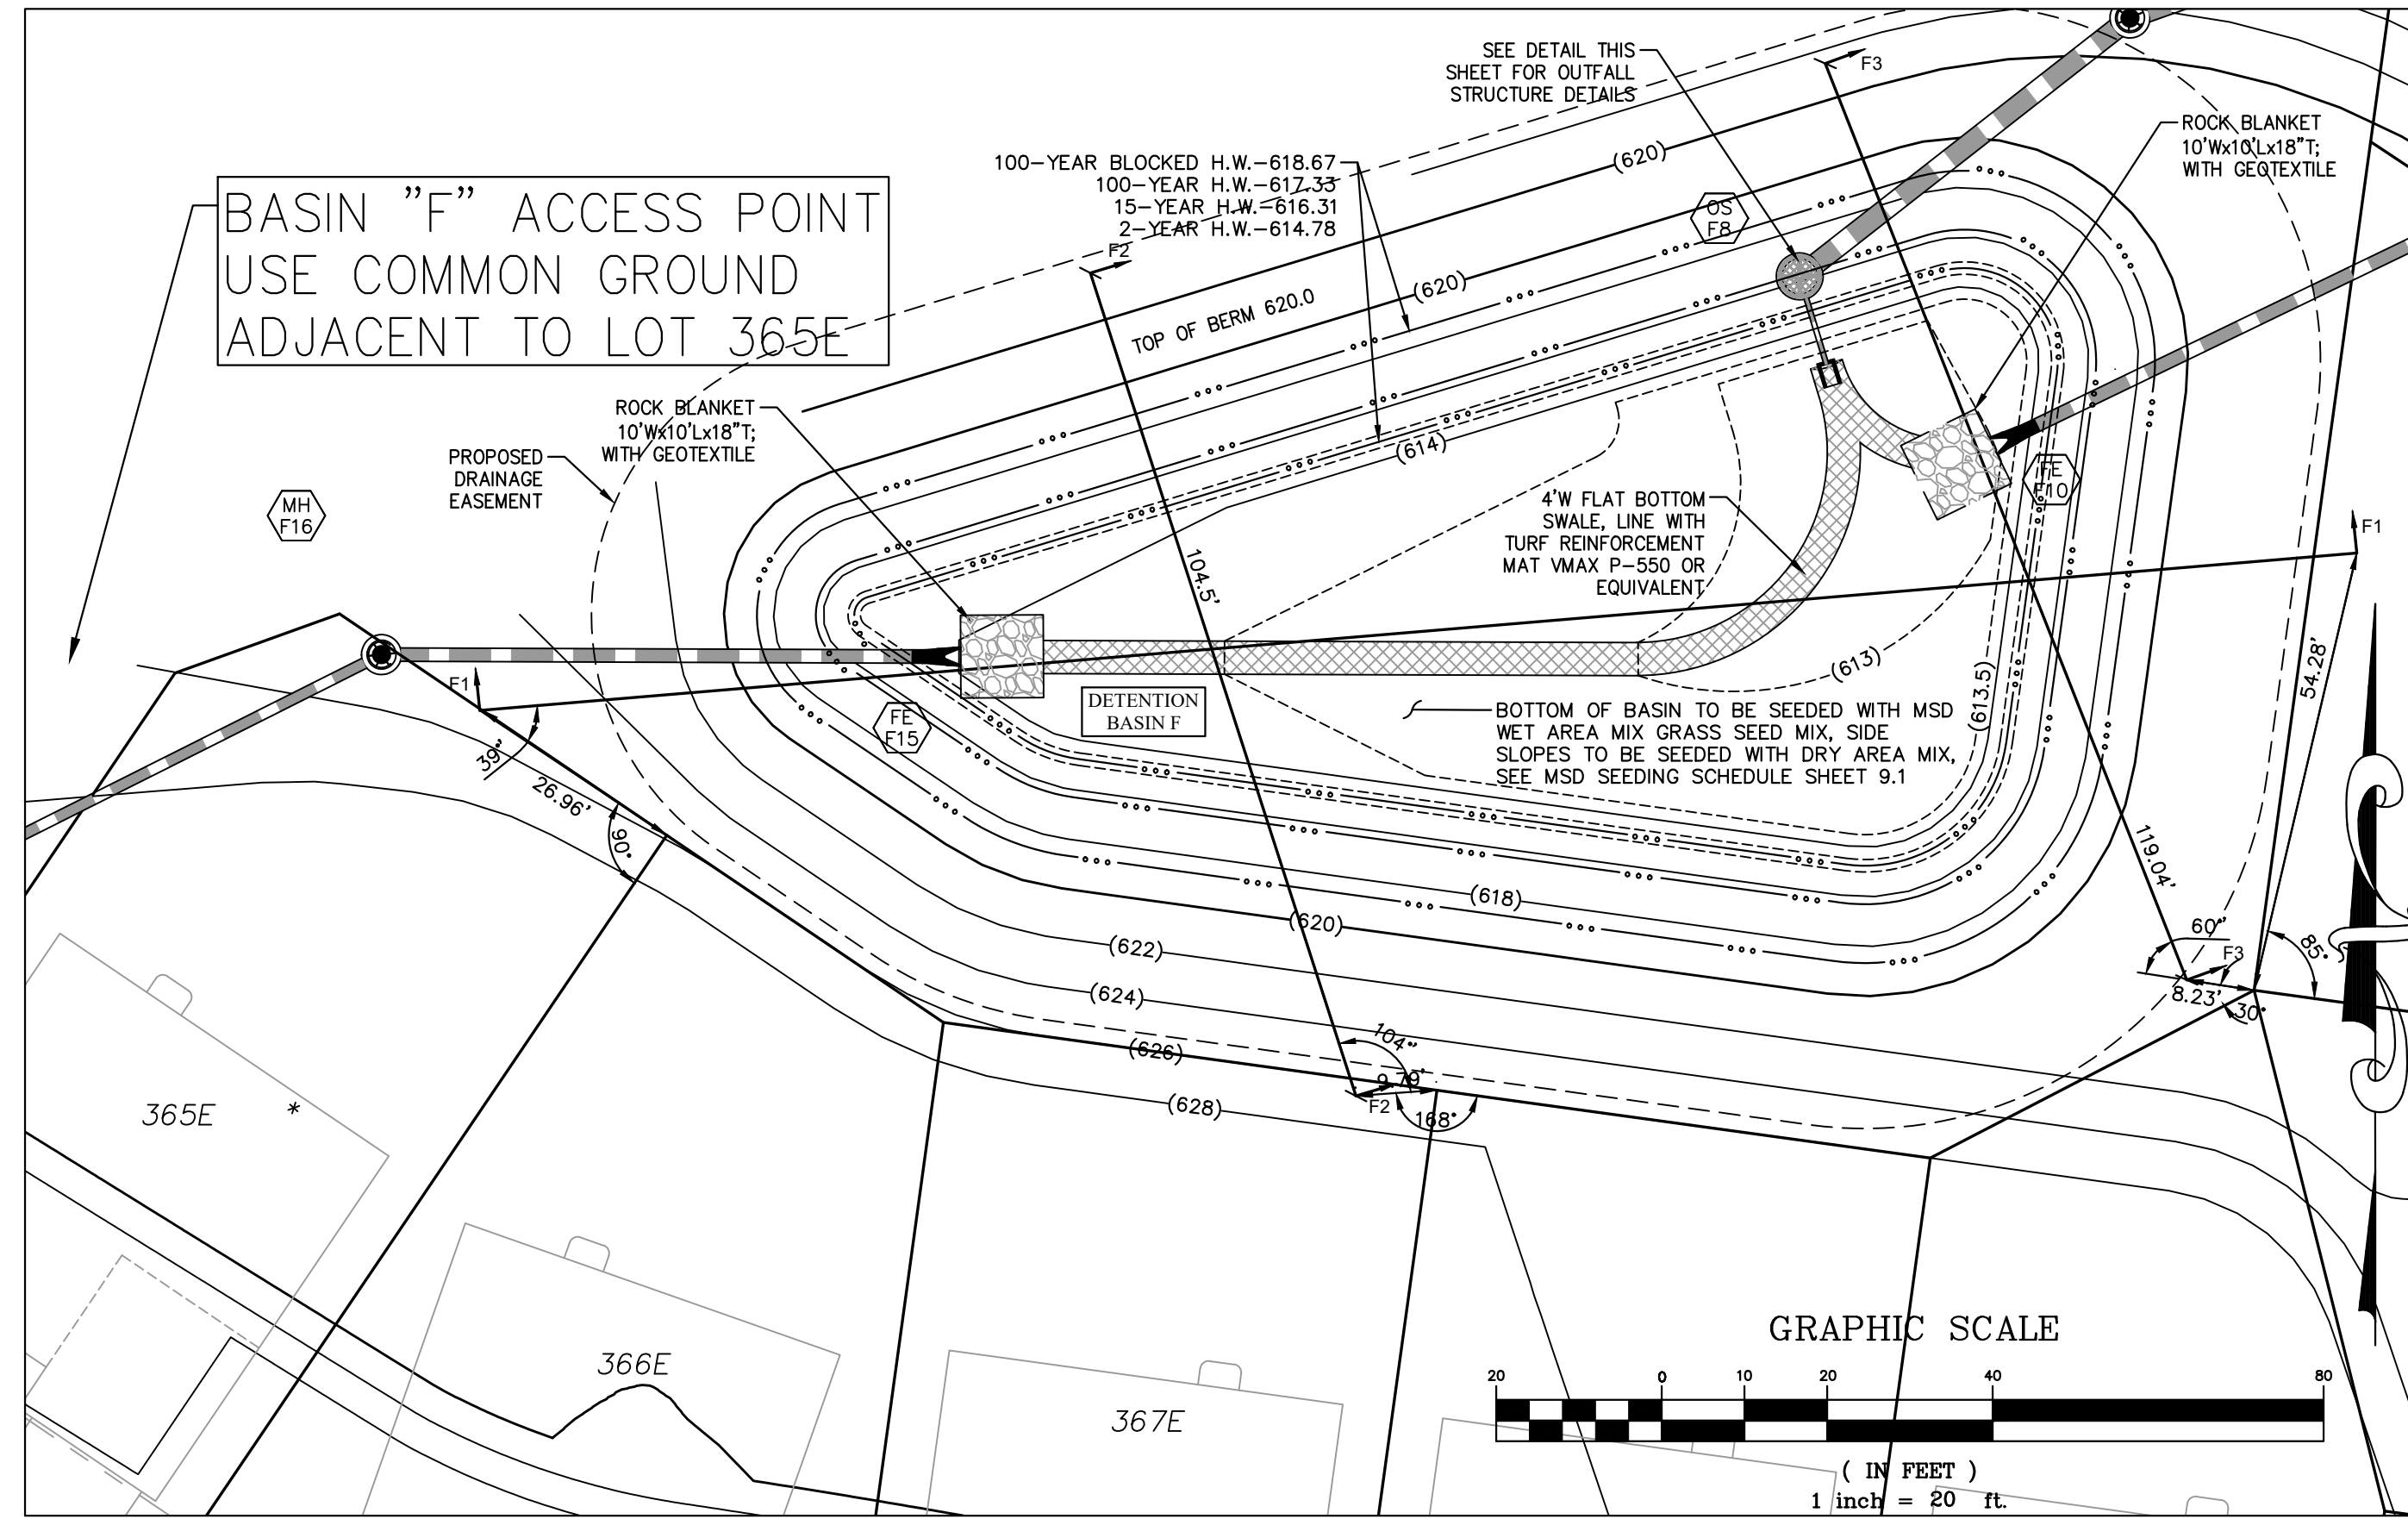 SEE DETAIL THIS
SHEET FOR OUTFALL
STRUCTURE DETAILS
F3
ROCK BLANKET
10'Wx10'Lx18"T;
WITH GEOTEXTILE
100-YEAR BLOCKED H.W.-618.67
100-YEAR H.W.-617.33
15-YEAR H.W.-616.31
2-YEAR H.W.-614.78
(620)
OS
F8
BASIN "F" ACCESS POINT
USE COMMON GROUND
ADJACENT TO LOT 365E
F2
(620)
TOP OF BERM 620.0
ROCK BLANKET
10'Wx10'Lx18"T;
WITH GEOTEXTILE
PROPOSED
DRAINAGE
EASEMENT
(614)
MH
F16
FE
F10
4'W FLAT BOTTOM
SWALE, LINE WITH
TURF REINFORCEMENT
MAT VMAX P-550 OR
EQUIVALENT
104.5'
F1
F1
(613)
(613.5)
54.28'
DETENTION
BASIN F
FE
F15
BOTTOM OF BASIN TO BE SEEDED WITH MSD
WET AREA MIX GRASS SEED MIX, SIDE
SLOPES TO BE SEEDED WITH DRY AREA MIX,
SEE MSD SEEDING SCHEDULE SHEET 9.1
39°
26.96'
90°
119.04'
(618)
(620)
(622)
(624)
(626)
(628)
60°
F3
85°
8.23'
30°
104°
9.79'
F2
168°
365E *
366E
367E
GRAPHIC SCALE
20 0 10 20 40 80
( IN FEET )
1 inch = 20 ft.